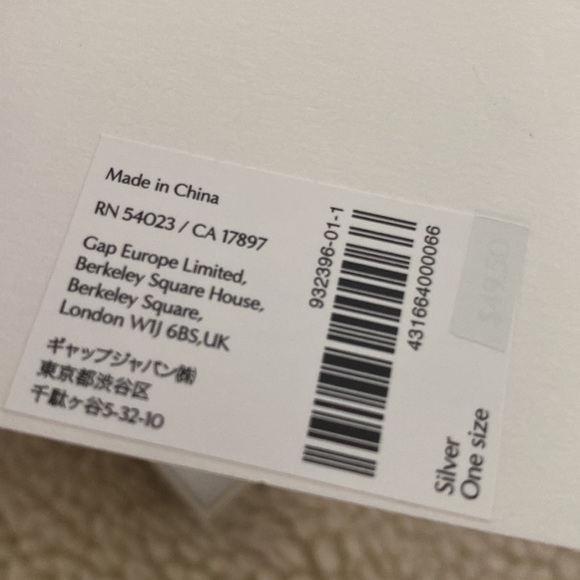 Made in China
RN 54023 / CA 17897
Gap Europe Limited,
Berkeley Square House,
Berkeley Square,
London W1J 6BS,UK
ギャップジャパン㈱
東京都渋谷区
千駄ヶ谷5-32-10
932396-01-1
431664000066
Silver
One size